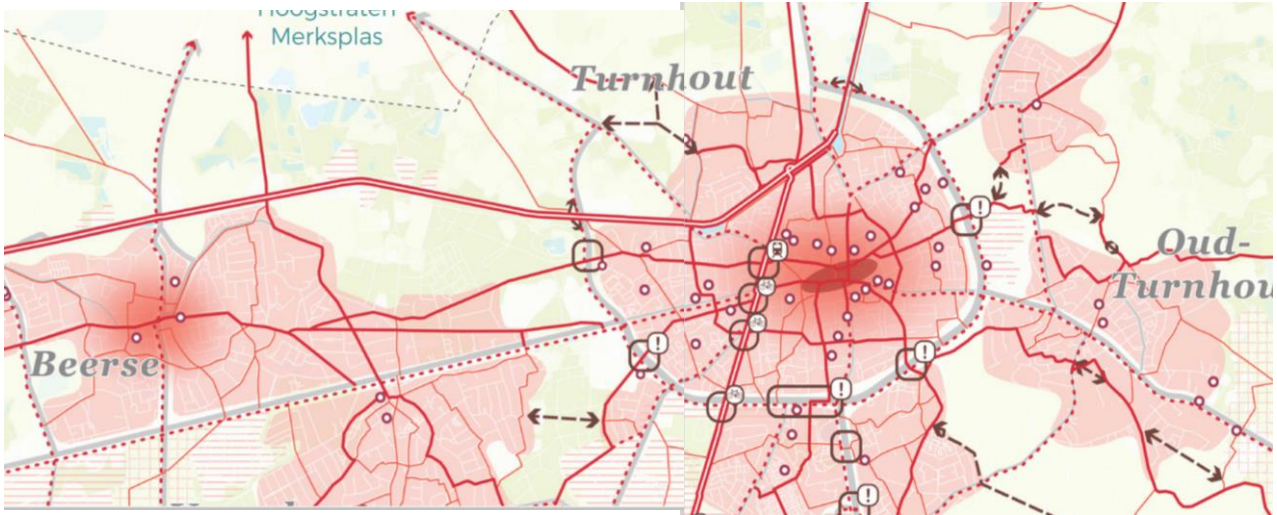 Hoogstraten
Merksplas
Turnhout
!
Oud-
Turnhou
!
!
!
Beerse
!